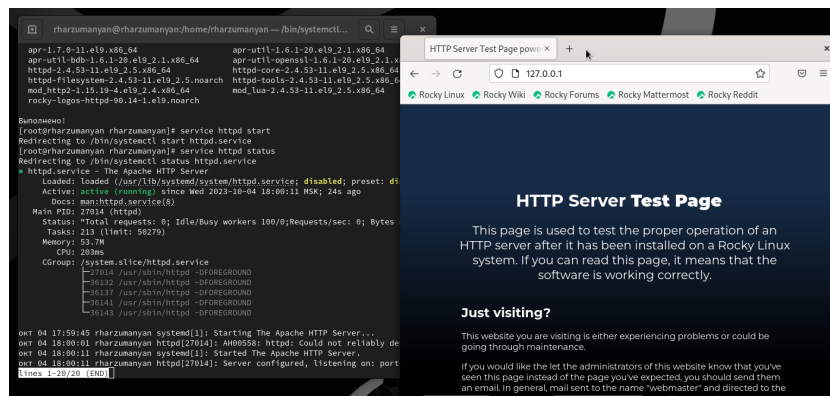 rharzumanyan@rharzumanyan:/home/rharzumanyan — /bin/systemctl...
apr-1.7.0-11.el9.x86_64 apr-util-1.6.1-20.el9_2.1.x86_64
apr-util-bdb-1.6.1-20.el9_2.1.x86_64 apr-util-openssl-1.6.1-20.el9_2.1.x
httpd-2.4.53-11.el9_2.5.x86_64 httpd-core-2.4.53-11.el9_2.5.x86_64
httpd-filesystem-2.4.53-11.el9_2.5.noarch httpd-tools-2.4.53-11.el9_2.5.x86_6
mod_http2-1.15.19-4.el9_2.4.x86_64 mod_lua-2.4.53-11.el9_2.5.x86_64
rocky-logos-httpd-90.14-1.el9.noarch
Выполнено!
[root@rharzumanyan rharzumanyan]# service httpd start
Redirecting to /bin/systemctl start httpd.service
[root@rharzumanyan rharzumanyan]# service httpd status
Redirecting to /bin/systemctl status httpd.service
● httpd.service - The Apache HTTP Server
Loaded: loaded (/usr/lib/systemd/system/httpd.service; disabled; preset: di
Active: active (running) since Wed 2023-10-04 18:00:11 MSK; 24s ago
Docs: man:httpd.service(8)
Main PID: 27014 (httpd)
Status: "Total requests: 0; Idle/Busy workers 100/0;Requests/sec: 0; Bytes
Tasks: 213 (limit: 50279)
Memory: 53.7M
CPU: 203ms
CGroup: /system.slice/httpd.service
├─27014 /usr/sbin/httpd -DFOREGROUND
├─36132 /usr/sbin/httpd -DFOREGROUND
├─36137 /usr/sbin/httpd -DFOREGROUND
├─36141 /usr/sbin/httpd -DFOREGROUND
└─36143 /usr/sbin/httpd -DFOREGROUND
окт 04 17:59:45 rharzumanyan systemd[1]: Starting The Apache HTTP Server...
окт 04 18:00:01 rharzumanyan httpd[27014]: AH00558: httpd: Could not reliably de
окт 04 18:00:11 rharzumanyan systemd[1]: Started The Apache HTTP Server.
окт 04 18:00:11 rharzumanyan httpd[27014]: Server configured, listening on: port
lines 1-20/20 (END)
HTTP Server Test Page powe
127.0.0.1
Rocky Linux Rocky Wiki Rocky Forums Rocky Mattermost Rocky Reddit
HTTP Server Test Page
This page is used to test the proper operation of an
HTTP server after it has been installed on a Rocky Linux
system. If you can read this page, it means that the
software is working correctly.
Just visiting?
This website you are visiting is either experiencing problems or could be
going through maintenance.
If you would like the let the administrators of this website know that you've
seen this page instead of the page you've expected, you should send them
an email. In general, mail sent to the name "webmaster" and directed to the